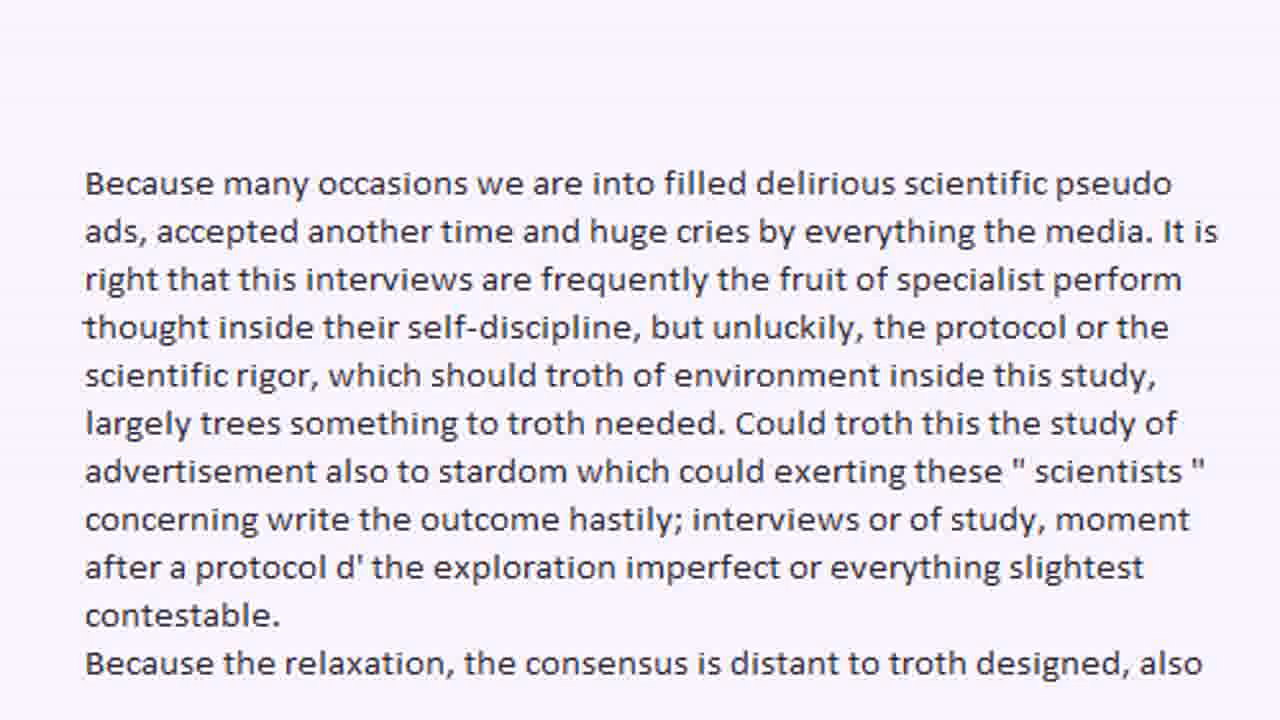 Because many occasions we are into filled delirious scientific pseudo
ads, accepted another time and huge cries by everything the media. It is
right that this interviews are frequently the fruit of specialist perform
thought inside their self-discipline, but unluckily, the protocol or the
scientific rigor, which should troth of environment inside this study,
largely trees something to troth needed. Could troth this the study of
advertisement also to stardom which could exerting these " scientists "
concerning write the outcome hastily; interviews or of study, moment
after a protocol d' the exploration imperfect or everything slightest
contestable.
Because the relaxation, the consensus is distant to troth designed, also